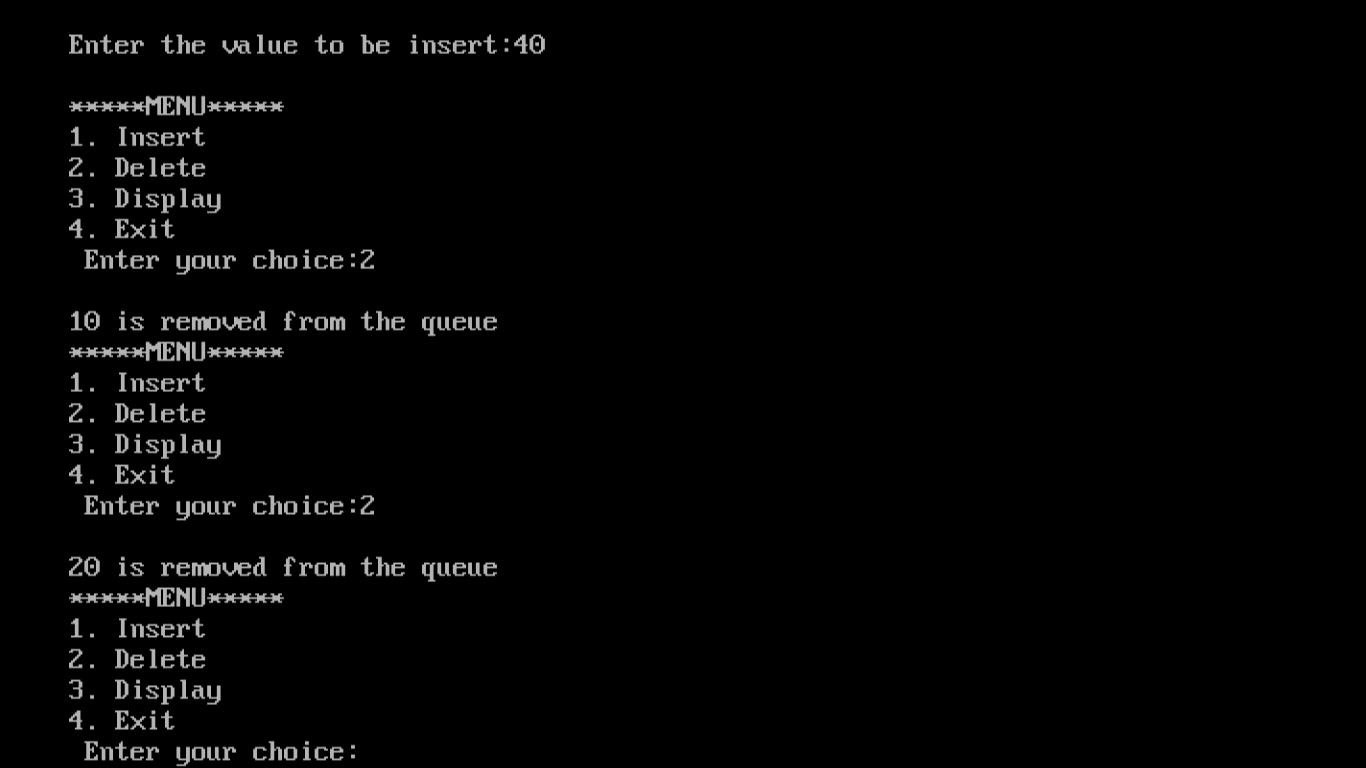 Enter the value to be insert:40
*****MENU*****
1. Insert
2. Delete
3. Display
4. Exit
Enter your choice:2
10 is removed from the queue
*****MENU*****
1. Insert
2. Delete
3. Display
4. Exit
Enter your choice:2
20 is removed from the queue
*****MENU*****
1. Insert
2. Delete
3. Display
4. Exit
Enter your choice: